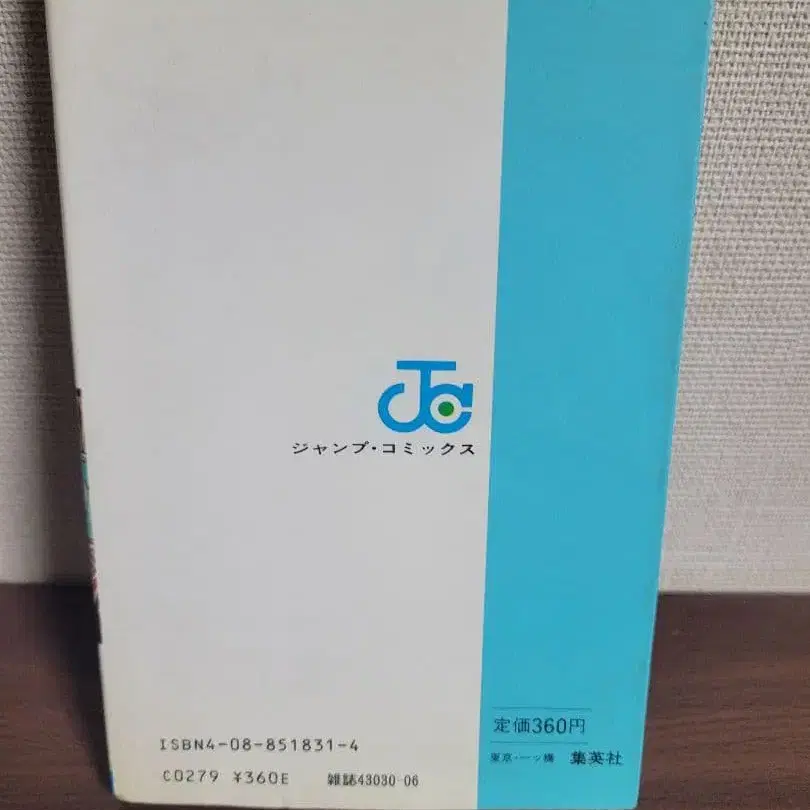 JC
ジャンプ・コミックス
ISBN4-08-851831-4
C0279 ¥360E 雑誌43030-06
定価360円
東京・一ッ橋 集英社